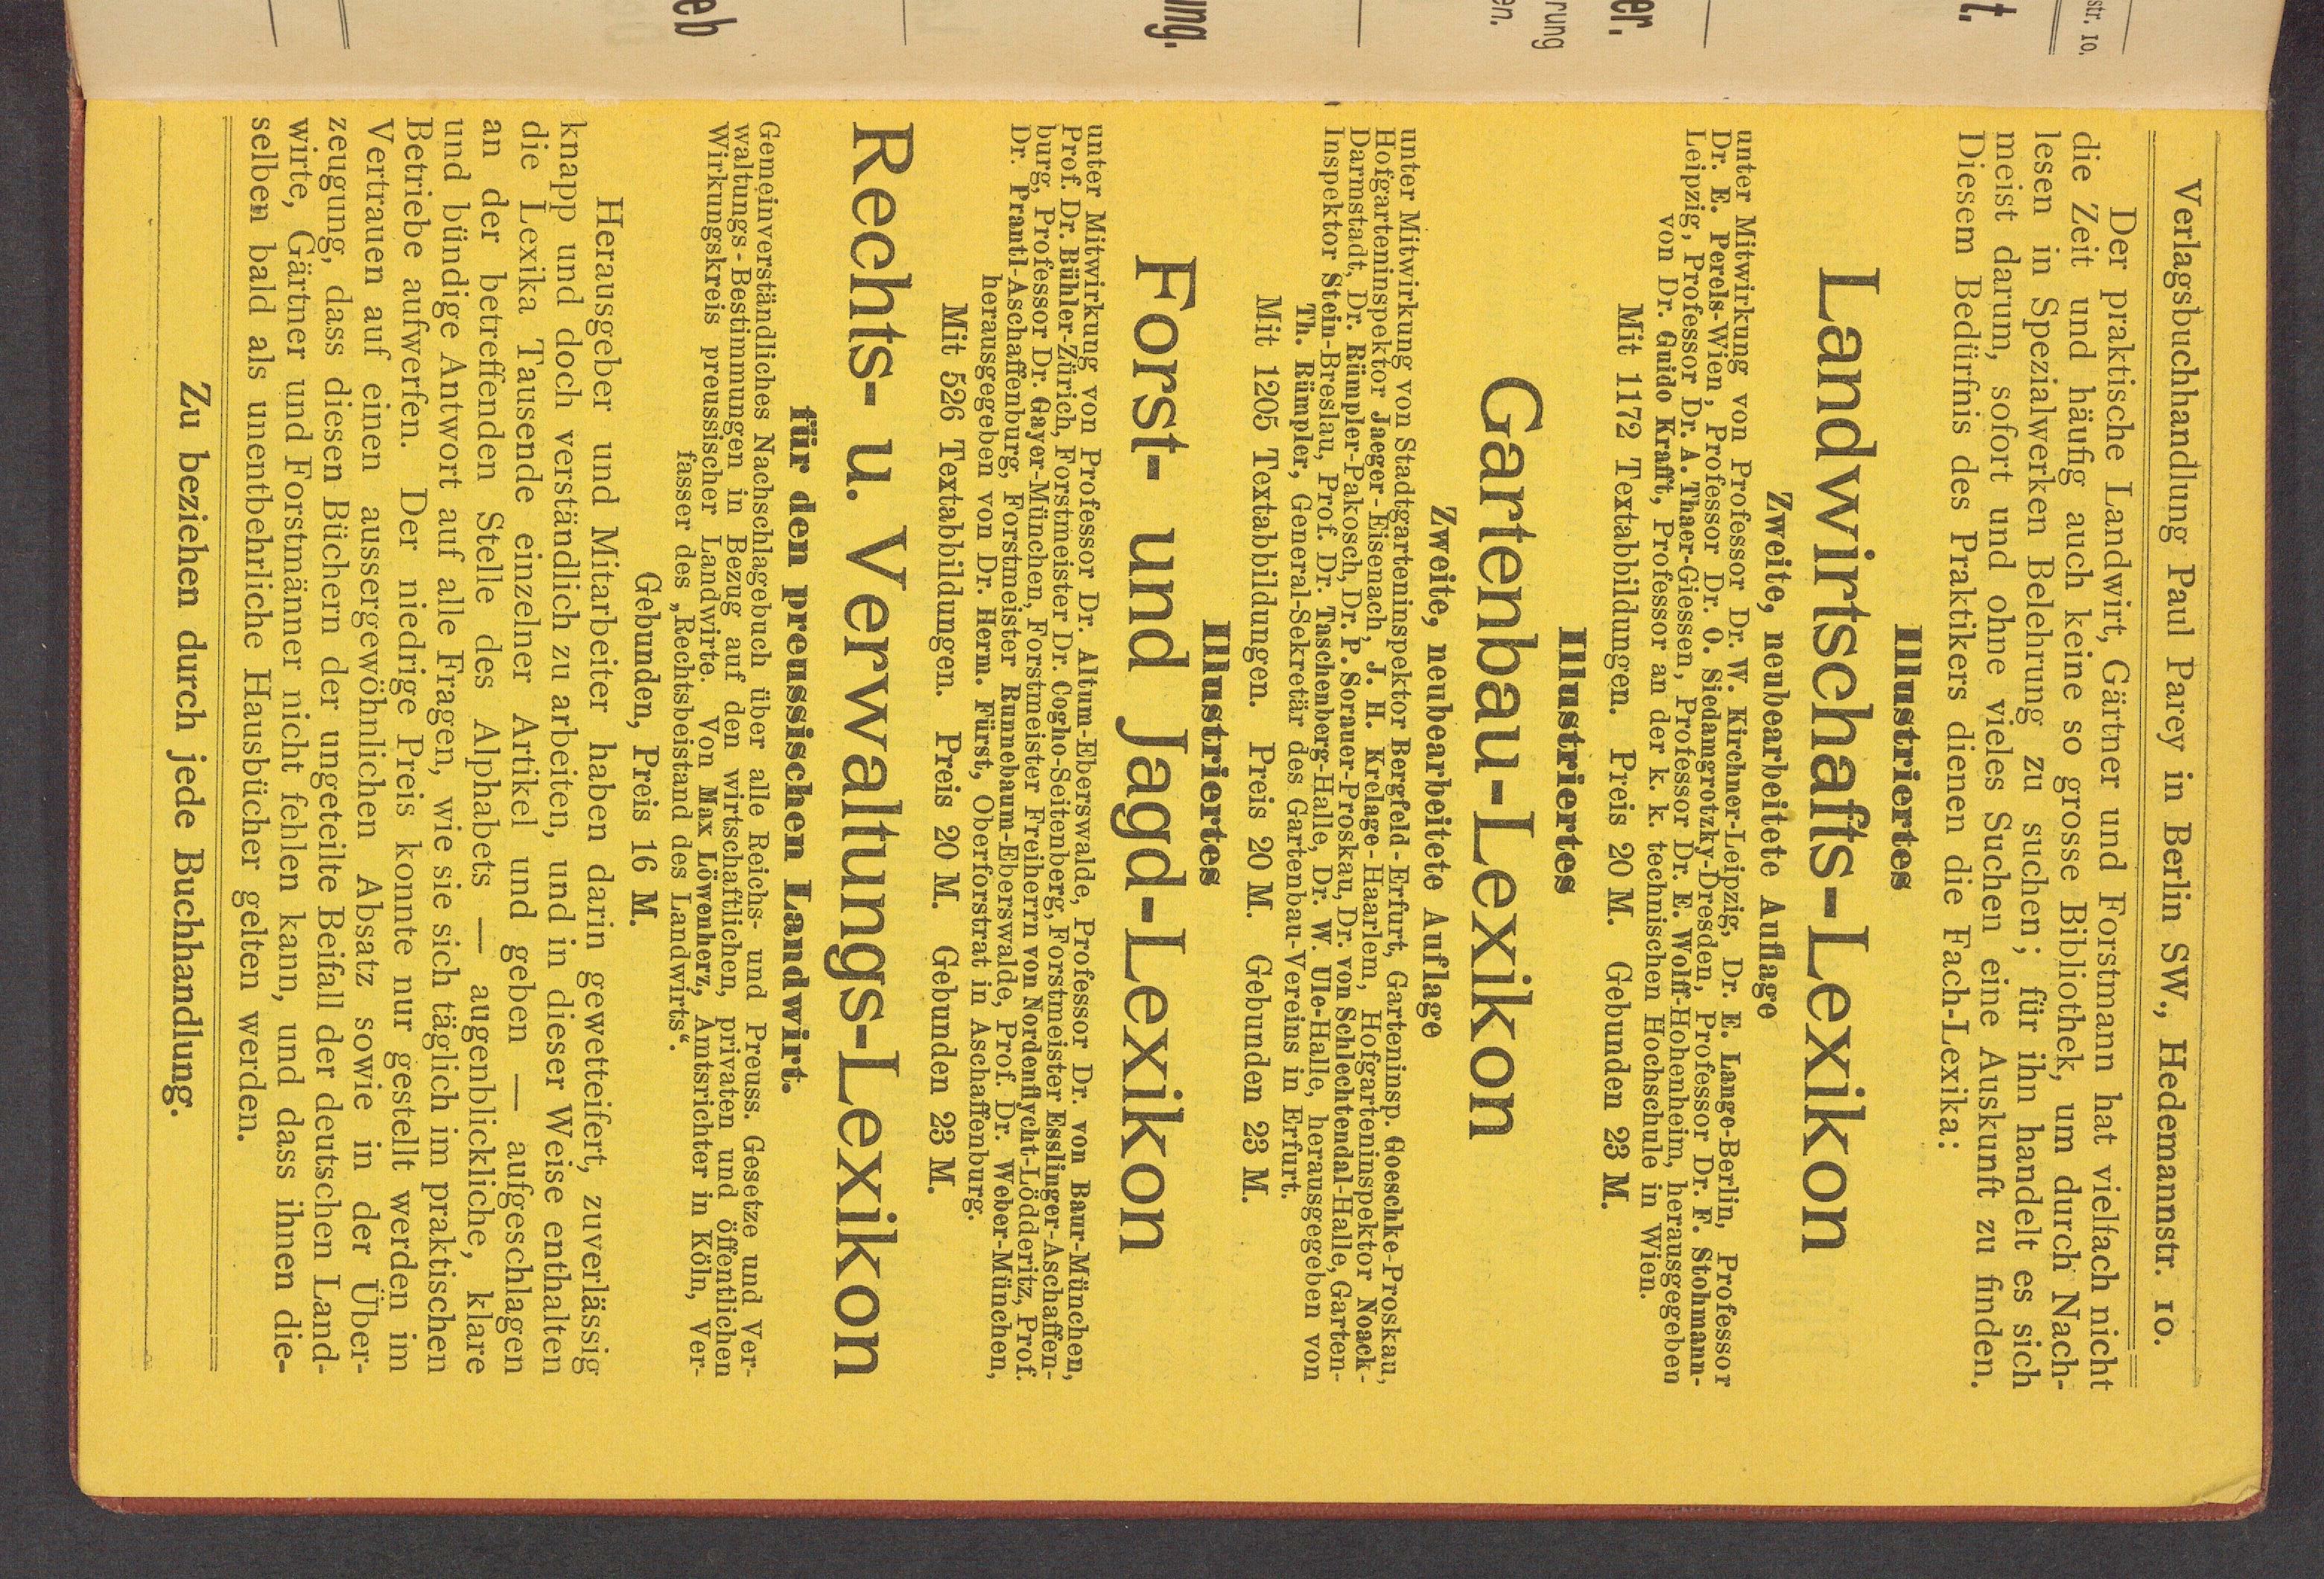 Verlagsbuchhandlung Paul Parey in Berlin SW., Hedemannstr. 10.
Der praktische Landwirt, Gärtner und Forstmann hat vielfach nicht
die Zeit und häufig auch keine so grosse Bibliothek, um durch Nach-
lesen in Spezialwerken Belehrung zu suchen; für ihn handelt es sich
meist darum, sofort und ohne vieles Suchen eine Auskunft zu finden.
Diesem Bedürfnis des Praktikers dienen die Fach-Lexika:
Illustriertes
Landwirtschafts-Lexikon
Zweite, neubearbeitete Auflage
unter Mitwirkung von Professor Dr. W. Kirchner-Leipzig, Dr. E. Lange-Berlin, Professor
Dr. E. Perels-Wien, Professor Dr. O. Siedamgrotzky-Dresden, Professor Dr. F. Stohmann-
Leipzig, Professor Dr. A. Thaer-Giessen, Professor Dr. E. Wolff-Hohenheim, herausgegeben
von Dr. Guido Krafft, Professor an der k. k. technischen Hochschule in Wien.
Mit 1172 Textabbildungen. Preis 20 M. Gebunden 23 M.
Illustriertes
Gartenbau-Lexikon
Zweite, neubearbeitete Auflage
unter Mitwirkung von Stadtgarteninspektor Bergfeld-Erfurt, Garteninsp. Goeschke-Proskau,
Hofgarteninspektor Jaeger-Eisenach, J. H. Krelage-Haarlem, Hofgarteninspektor Noack-
Darmstadt, Dr. Rümpler-Pakosch, Dr. P. Sorauer-Proskau, Dr. von Schlechtendal-Halle, Garten-
Inspektor Stein-Breslau, Prof. Dr. Taschenberg-Halle, Dr. W. Ule-Halle, herausgegeben von
Th. Rümpler, General-Sekretär des Gartenbau-Vereins in Erfurt.
Mit 1205 Textabbildungen. Preis 20 M. Gebunden 23 M.
Illustriertes
Forst- und Jagd-Lexikon
unter Mitwirkung von Professor Dr. Altum-Eberswalde, Professor Dr. von Baur-München,
Prof. Dr. Bühler-Zürich, Forstmeister Dr. Cogho-Seitenberg, Forstmeister Esslinger-Aschaffen-
burg, Professor Dr. Gayer-München, Forstmeister Freiherrn von Nordenflycht-Lödderitz, Prof.
Dr. Prantl-Aschaffenburg, Forstmeister Runnebaum-Eberswalde, Prof. Dr. Weber-München,
herausgegeben von Dr. Herm. Fürst, Oberforstrat in Aschaffenburg.
Mit 526 Textabbildungen. Preis 20 M. Gebunden 23 M.
Rechts- u. Verwaltungs-Lexikon
für den preussischen Landwirt.
Gemeinverständliches Nachschlagebuch über alle Reichs- und Preuss. Gesetze und Ver-
waltungs-Bestimmungen in Bezug auf den wirtschaftlichen, privaten und öffentlichen
Wirkungskreis preussischer Landwirte. Von Max Löwenherz, Amtsrichter in Köln, Ver-
fasser des „Rechtsbeistand des Landwirts“.
Gebunden, Preis 16 M.
Herausgeber und Mitarbeiter haben darin gewetteifert, zuverlässig
knapp und doch verständlich zu arbeiten, und in dieser Weise enthalten
die Lexika Tausende einzelner Artikel und geben — aufgeschlagen
an der betreffenden Stelle des Alphabets — augenblickliche, klare
und bündige Antwort auf alle Fragen, wie sie sich täglich im praktischen
Betriebe aufwerfen. Der niedrige Preis konnte nur gestellt werden im
Vertrauen auf einen aussergewöhnlichen Absatz sowie in der Über-
zeugung, dass diesen Büchern der ungeteilte Beifall der deutschen Land-
wirte, Gärtner und Forstmänner nicht fehlen kann, und dass ihnen die-
selben bald als unentbehrliche Hausbücher gelten werden.
Zu beziehen durch jede Buchhandlung.
str. 10.
t.
er.
rung
en.
ung.
eb